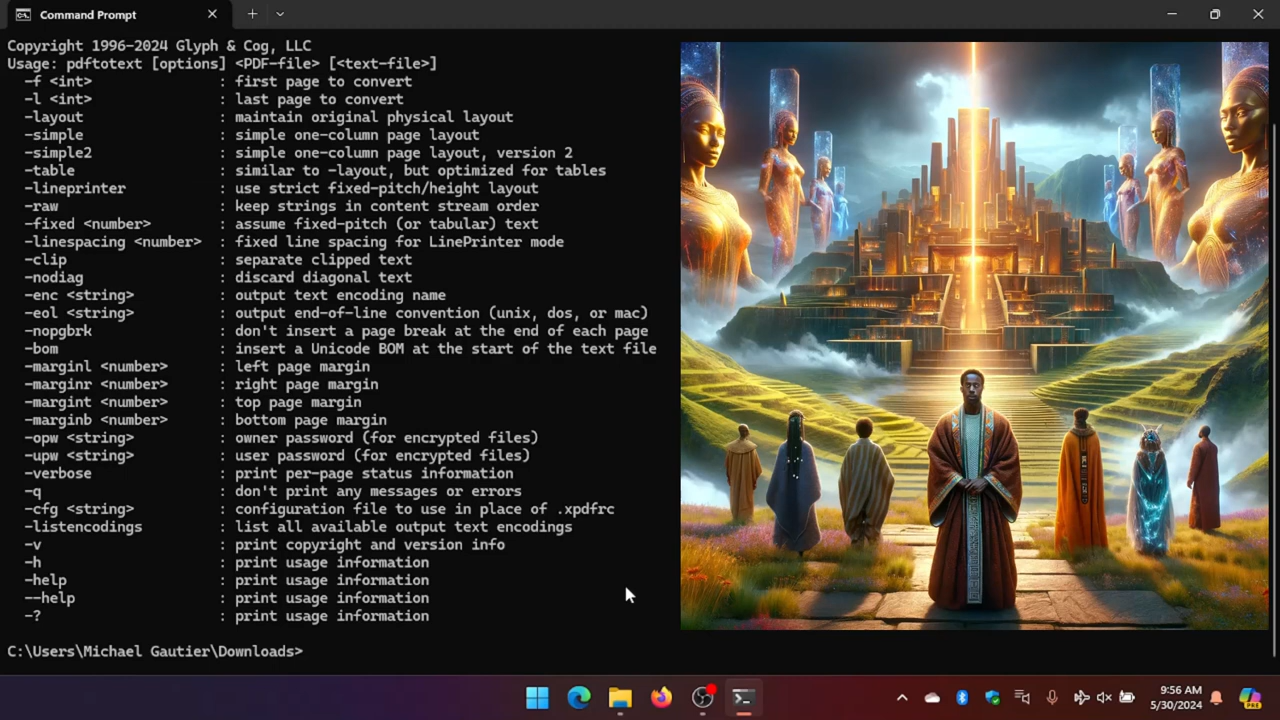 Command Prompt
Copyright 1996-2024 Glyph & Cog, LLC
Usage: pdftotext [options] <PDF-file> [<text-file>]
-f <int> : first page to convert
-l <int> : last page to convert
-layout : maintain original physical layout
-simple : simple one-column page layout
-simple2 : simple one-column page layout, version 2
-table : similar to -layout, but optimized for tables
-lineprinter : use strict fixed-pitch/height layout
-raw : keep strings in content stream order
-fixed <number> : assume fixed-pitch (or tabular) text
-linespacing <number> : fixed line spacing for LinePrinter mode
-clip : separate clipped text
-nodiag : discard diagonal text
-enc <string> : output text encoding name
-eol <string> : output end-of-line convention (unix, dos, or mac)
-nopgbrk : don't insert a page break at the end of each page
-bom : insert a Unicode BOM at the start of the text file
-marginl <number> : left page margin
-marginr <number> : right page margin
-margint <number> : top page margin
-marginb <number> : bottom page margin
-opw <string> : owner password (for encrypted files)
-upw <string> : user password (for encrypted files)
-verbose : print per-page status information
-q : don't print any messages or errors
-cfg <string> : configuration file to use in place of .xpdfrc
-listencodings : list all available output text encodings
-v : print copyright and version info
-h : print usage information
-help : print usage information
--help : print usage information
-? : print usage information
C:\Users\Michael Gautier\Downloads>
9:56 AM
5/30/2024
PRE